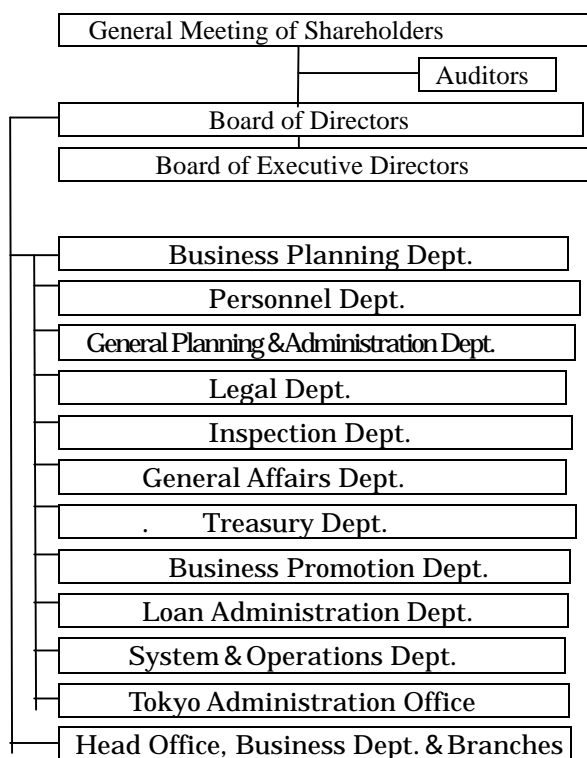 General Meeting of Shareholders
Auditors
Board of Directors
Board of Executive Directors
Business Planning Dept.
Personnel Dept.
General Planning & Administration Dept.
Legal Dept.
Inspection Dept.
General Affairs Dept.
. Treasury Dept.
Business Promotion Dept.
Loan Administration Dept.
System & Operations Dept.
Tokyo Administration Office
Head Office, Business Dept. & Branches